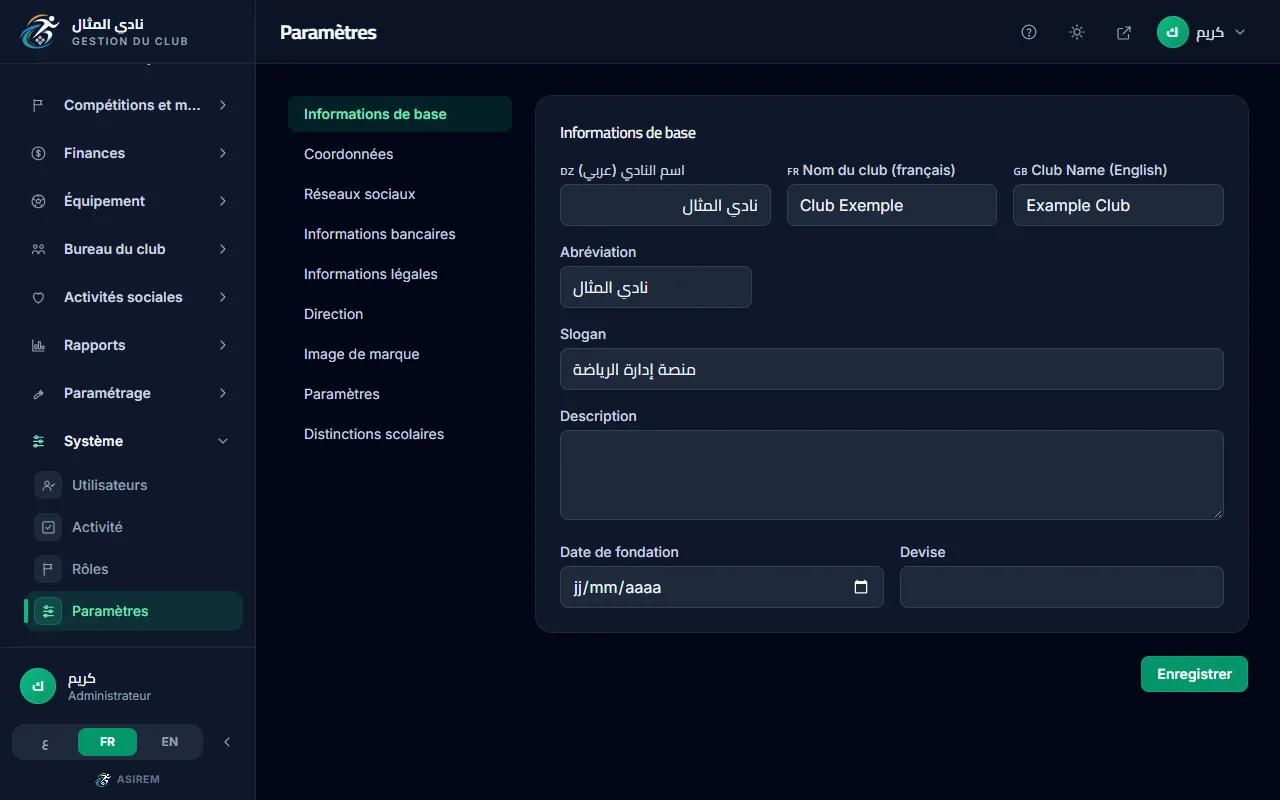 نادي المثال
GESTION DU CLUB
Compétitions et m...
Finances
Équipement
Bureau du club
Activités sociales
Rapports
Paramétrage
Système
Utilisateurs
Activité
Rôles
Paramètres
ك
كريم
Administrateur
ع
FR
EN
ASIREM
Paramètres
ك
كريم
Informations de base
Coordonnées
Réseaux sociaux
Informations bancaires
Informations légales
Direction
Image de marque
Paramètres
Distinctions scolaires
Informations de base
DZ اسم النادي (عربي)
نادي المثال
FR Nom du club (français)
Club Exemple
GB Club Name (English)
Example Club
Abréviation
نادي المثال
Slogan
منصة إدارة الرياضة
Description
Date de fondation
jj/mm/aaaa
Devise
Enregistrer